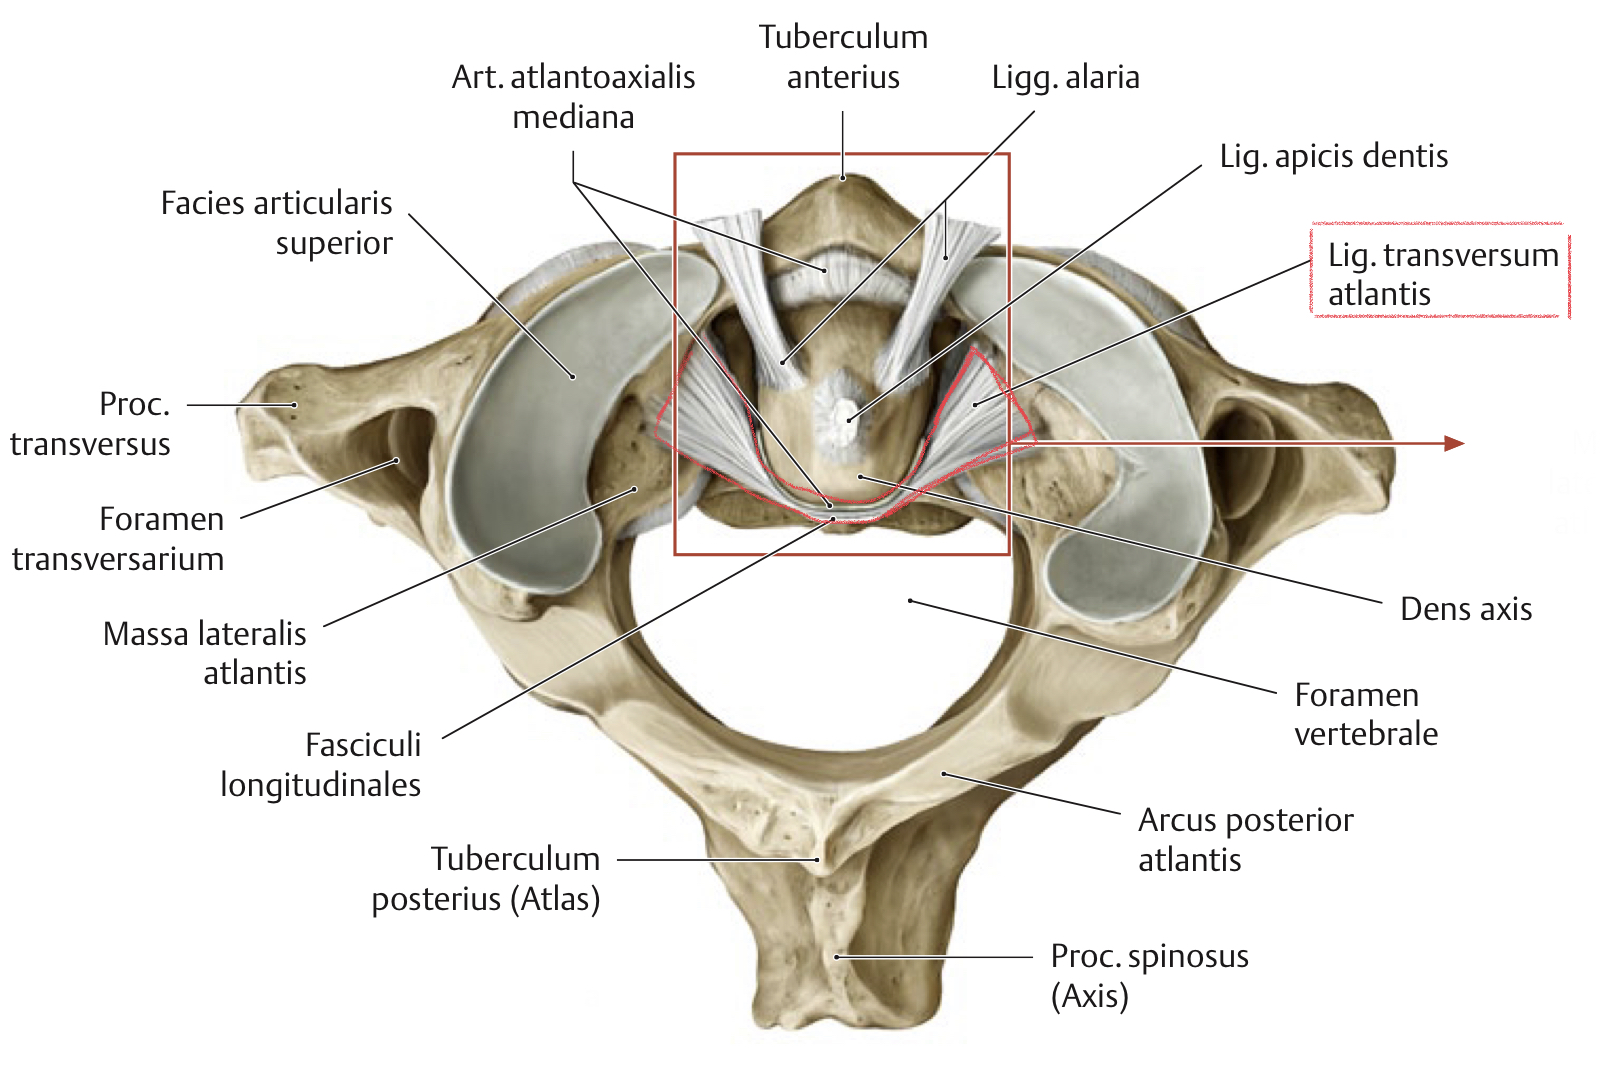 Tuberculum
anterius
Art. atlantoaxialis
mediana
Ligg. alaria
Lig. apicis dentis
Facies articularis
superior
Lig. transversum
atlantis
Proc.
transversus
Foramen
transversarium
Massa lateralis
atlantis
Dens axis
Foramen
vertebrale
Fasciculi
longitudinales
Arcus posterior
atlantis
Tuberculum
posterius (Atlas)
Proc. spinosus
(Axis)